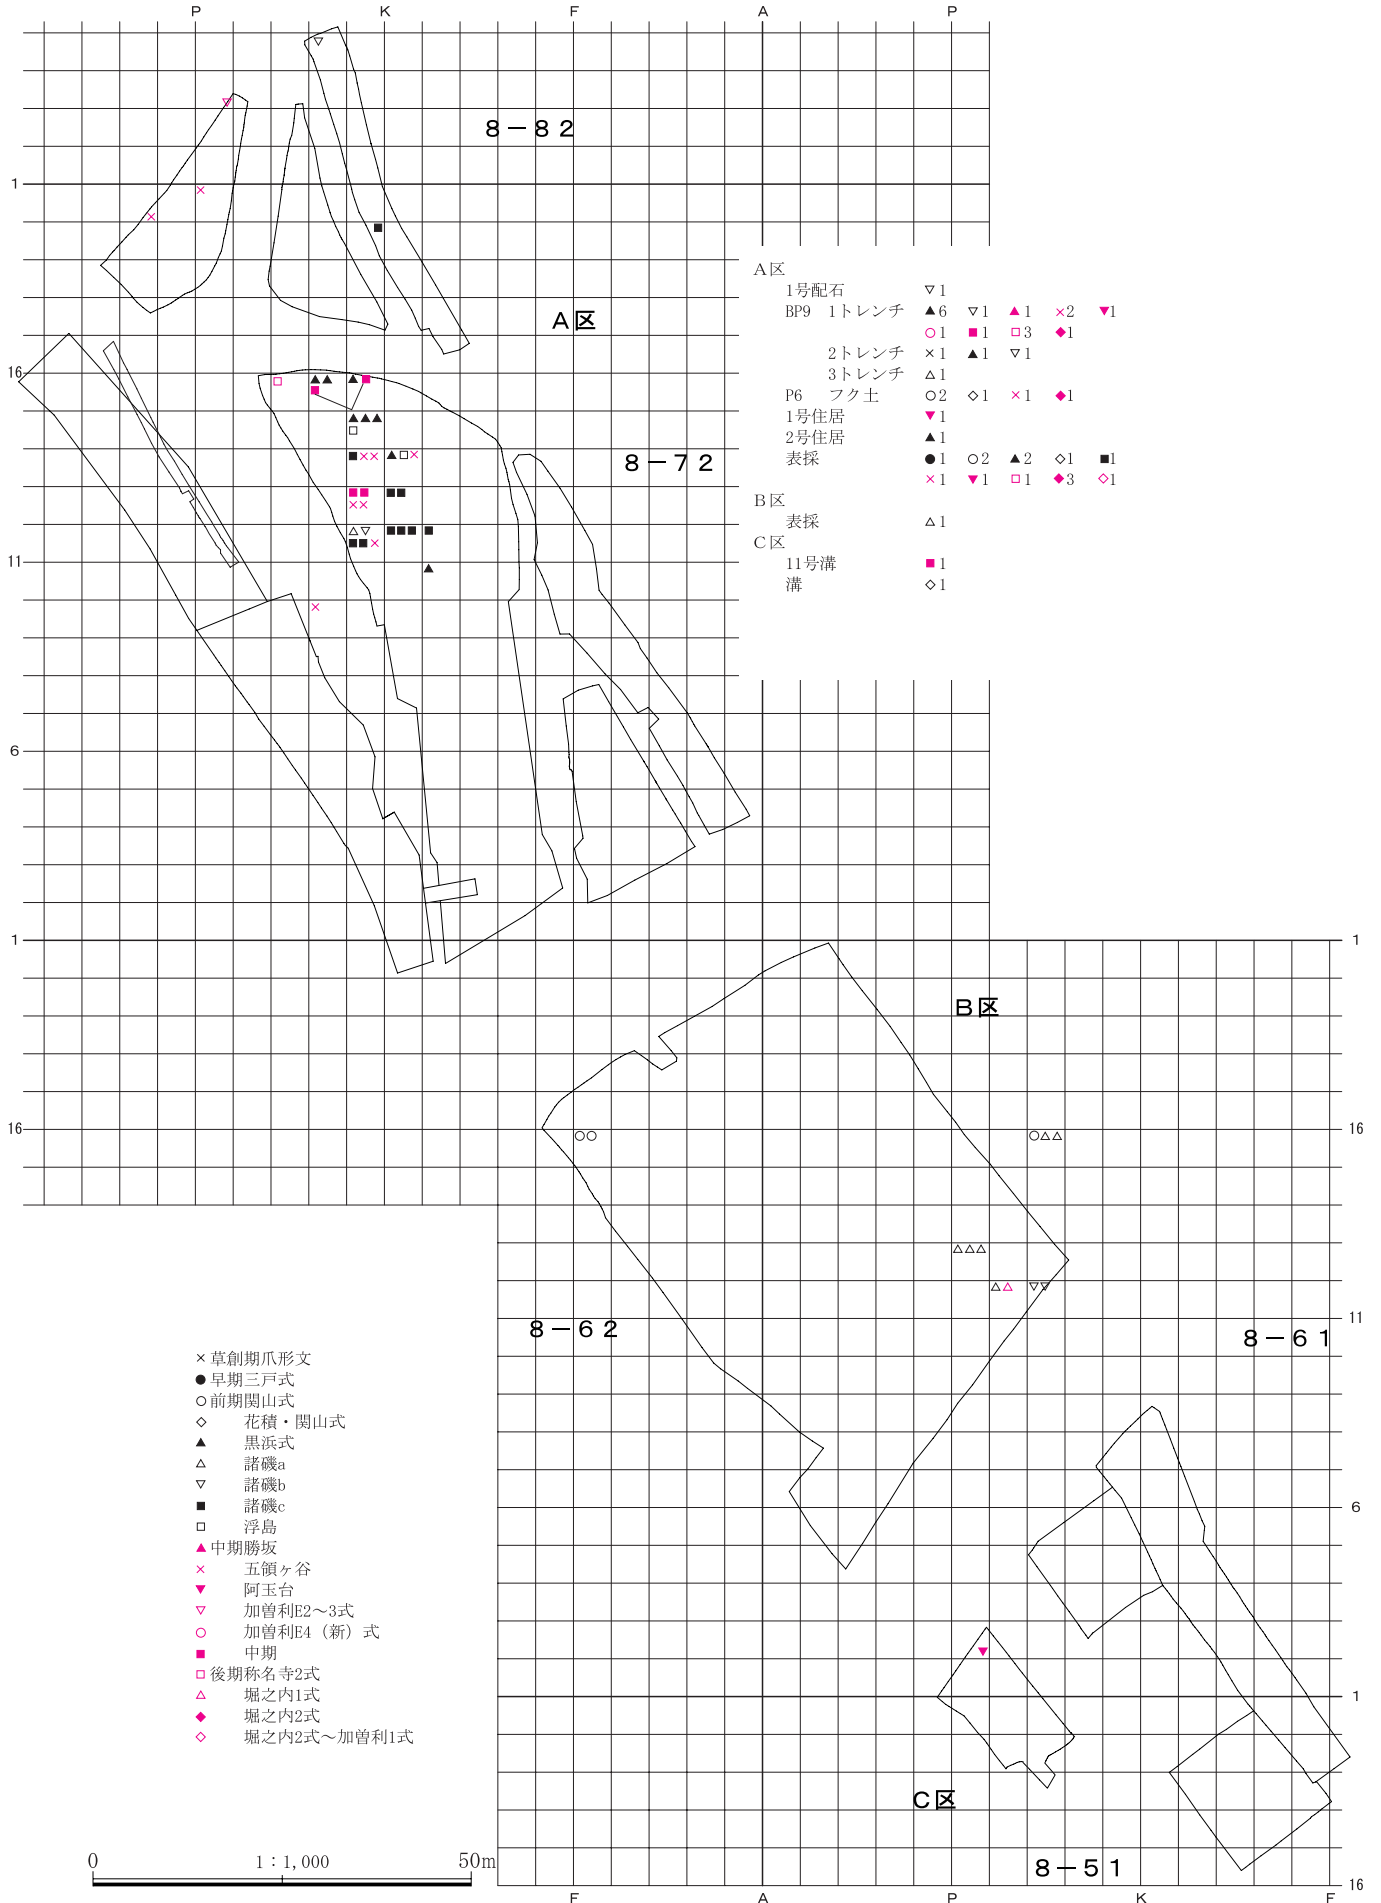 P K F A P
8－82
1
A区
A区
1号配石 ▽1
BP9 1トレンチ ▲6 ▽1 ▲1 ×2 ▼1
○1 ■1 □3 ◆1
2トレンチ ×1 ▲1 ▽1
3トレンチ △1
P6 フク土 ○2 ◇1 ×1 ◆1
1号住居 ▼1
2号住居 ▲1
表採 ●1 ○2 ▲2 ◇1 ■1
×1 ▼1 □1 ◆3 ◇1
B区
表採 △1
C区
11号溝 ■1
溝 ◇1
16
8－72
11
6
1 1
B区
16 16
8－62
11
8－61
6
1
C区
8－51
16
× 草創期爪形文
● 早期三戸式
○ 前期関山式
◇ 花積・関山式
▲ 黒浜式
△ 諸磯a
▽ 諸磯b
■ 諸磯c
□ 浮島
▲ 中期勝坂
× 五領ヶ谷
▼ 阿玉台
▽ 加曽利E2～3式
○ 加曽利E4（新）式
■ 中期
□ 後期称名寺2式
△ 堀之内1式
◆ 堀之内2式
◇ 堀之内2式～加曽利1式
0 1：1,000 50m
F A P K F